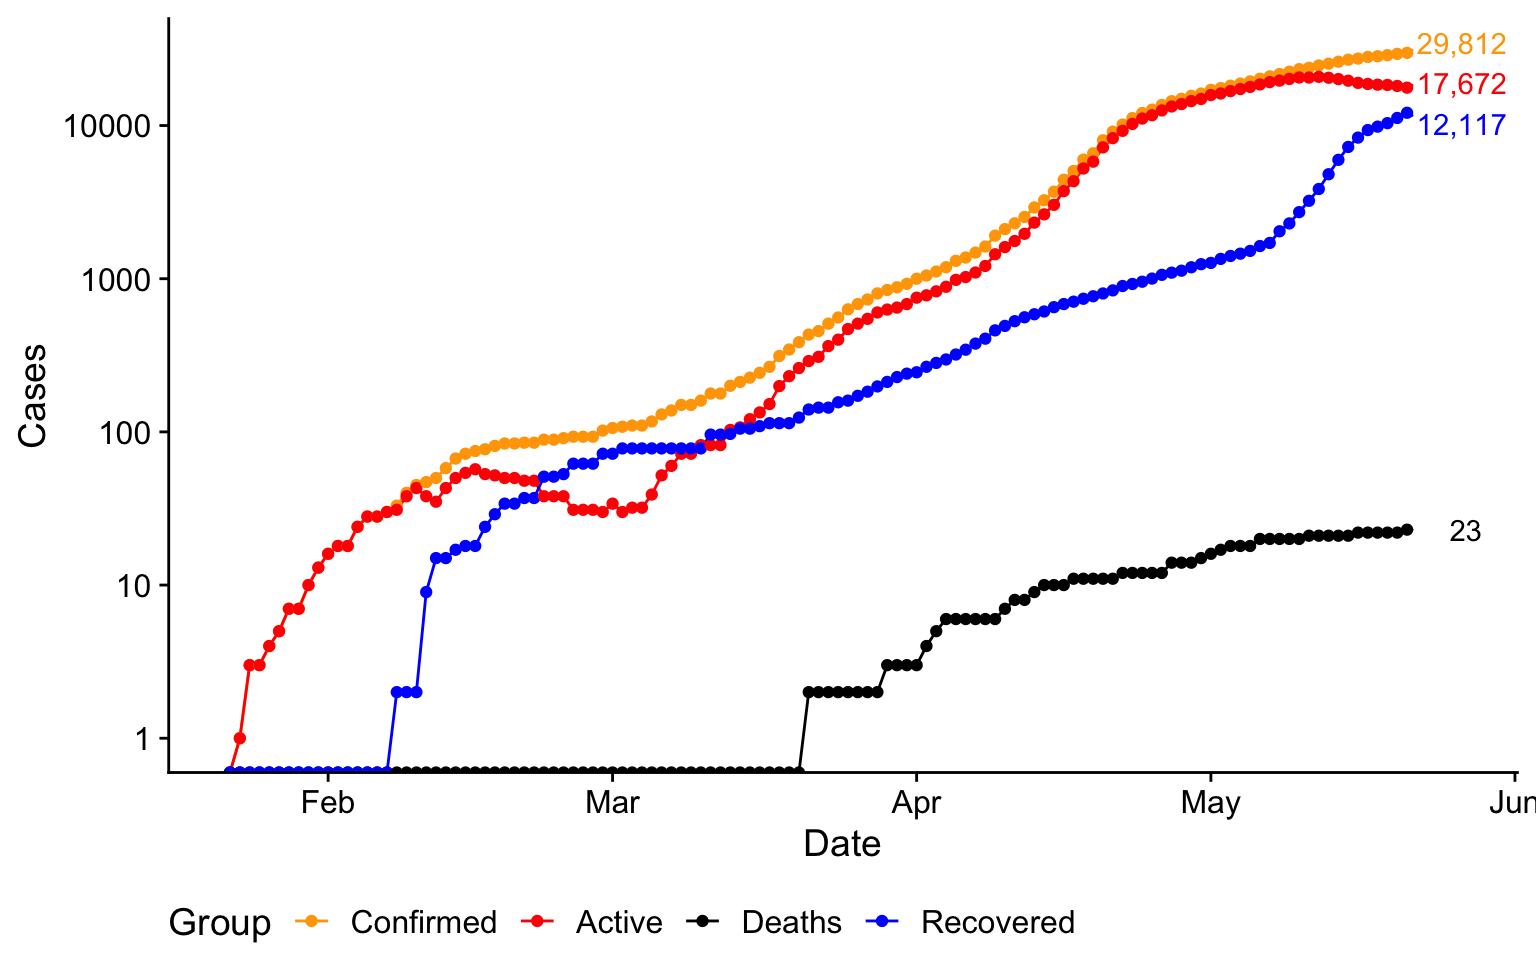 29,812
17,672
12,117
23
10000
1000
100
10
1
Cases
Feb Mar Apr May Jun
Date
Group Confirmed Active Deaths Recovered